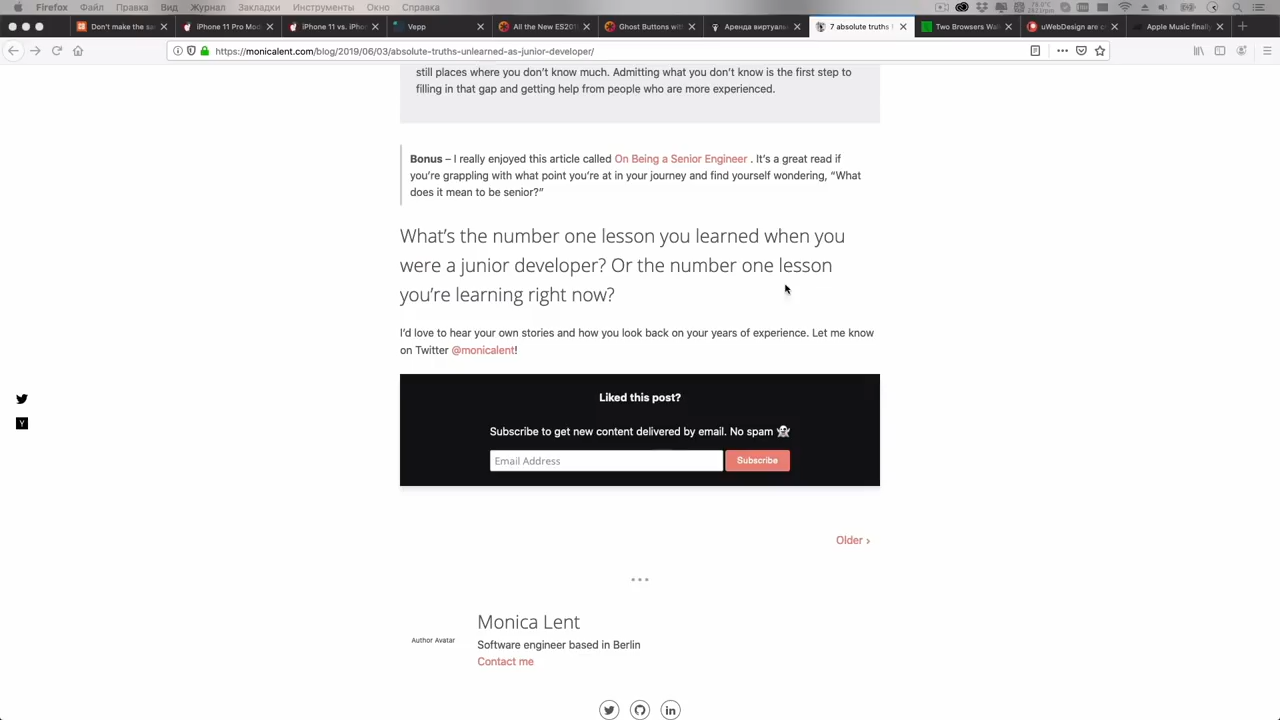 Firefox Файл Правка Вид Журнал Закладки Инструменты Окно Справка
Don't make the sa
iPhone 11 Pro Mod
iPhone 11 vs. iPho
Vepp
All the New ES201
Ghost Buttons wit
Аренда виртуаль
7 absolute truths
Two Browsers Wal
uWebDesign are c
Apple Music finally
https://monicalent.com/blog/2019/06/03/absolute-truths-unlearned-as-junior-developer/
still places where you don't know much. Admitting what you don't know is the first step to
filling in that gap and getting help from people who are more experienced.
Bonus – I really enjoyed this article called On Being a Senior Engineer . It's a great read if
you're grappling with what point you're at in your journey and find yourself wondering, “What
does it mean to be senior?”
What's the number one lesson you learned when you
were a junior developer? Or the number one lesson
you're learning right now?
I'd love to hear your own stories and how you look back on your years of experience. Let me know
on Twitter @monicalent!
Y
Liked this post?
Subscribe to get new content delivered by email. No spam
Email Address
Subscribe
Older ›
Author Avatar
Monica Lent
Software engineer based in Berlin
Contact me
in